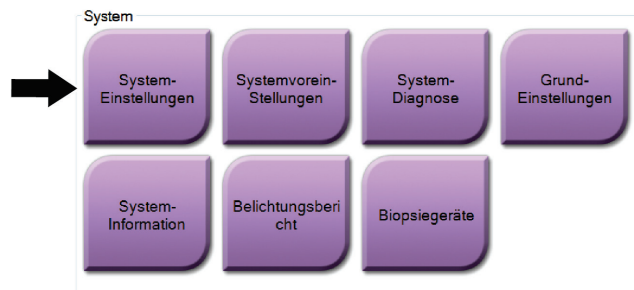 System
System-
Einstellungen
Systemvorein-
Stellungen
System-
Diagnose
Grund-
Einstellungen
System-
Information
Belichtungsberi
cht
Biopsiegeräte